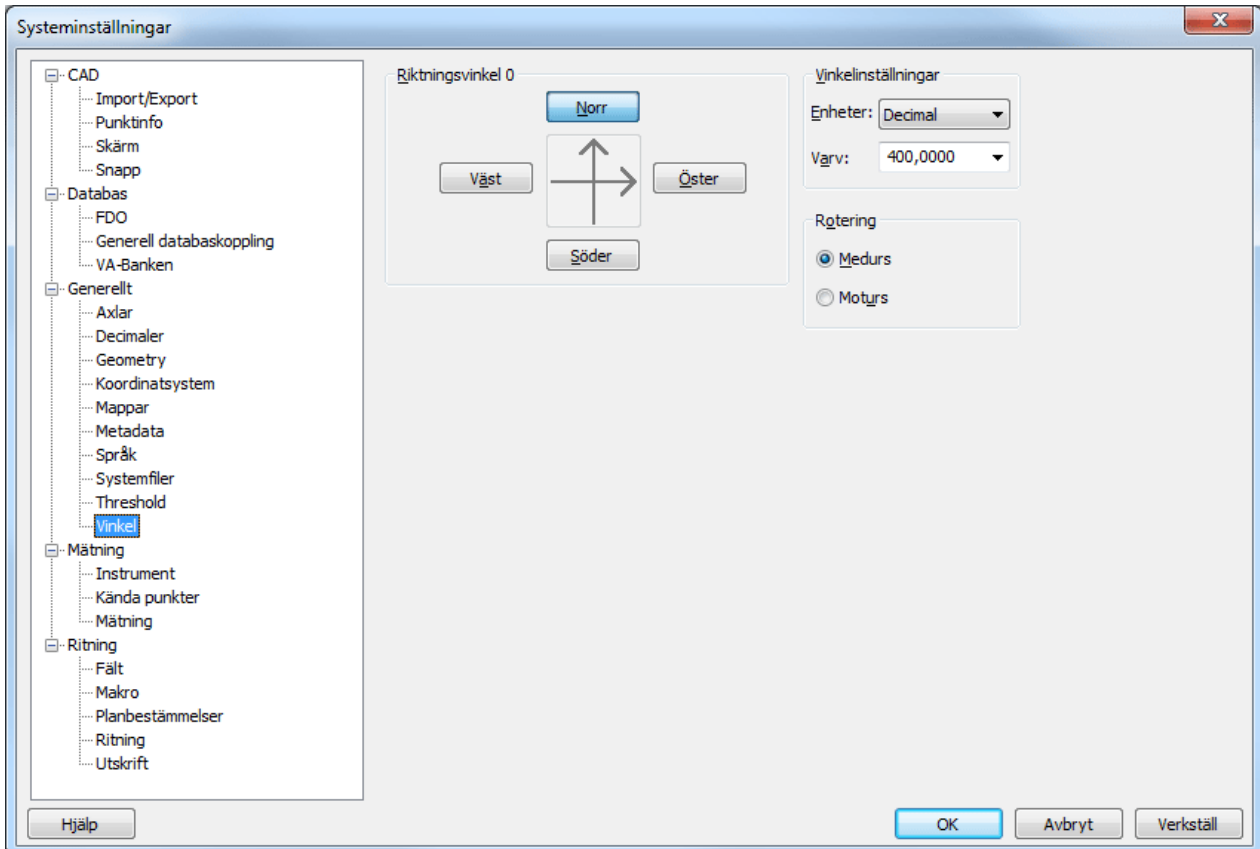 Systeminställningar
CAD
Import/Export
Punktinfo
Skärm
Snapp
Databas
FDO
Generell databaskoppling
VA-Banken
Generellt
Axlar
Decimaler
Geometry
Koordinatsystem
Mappar
Metadata
Språk
Systemfiler
Threshold
Vinkel
Mätning
Instrument
Kända punkter
Mätning
Ritning
Fält
Makro
Planbestämmelser
Ritning
Utskrift
Riktningsvinkel 0
Norr
Väst
Öster
Söder
Vinkelinställningar
Enheter: Decimal
Varv: 400,0000
Rotering
Medurs
Moturs
Hjälp
OK
Avbryt
Verkställ